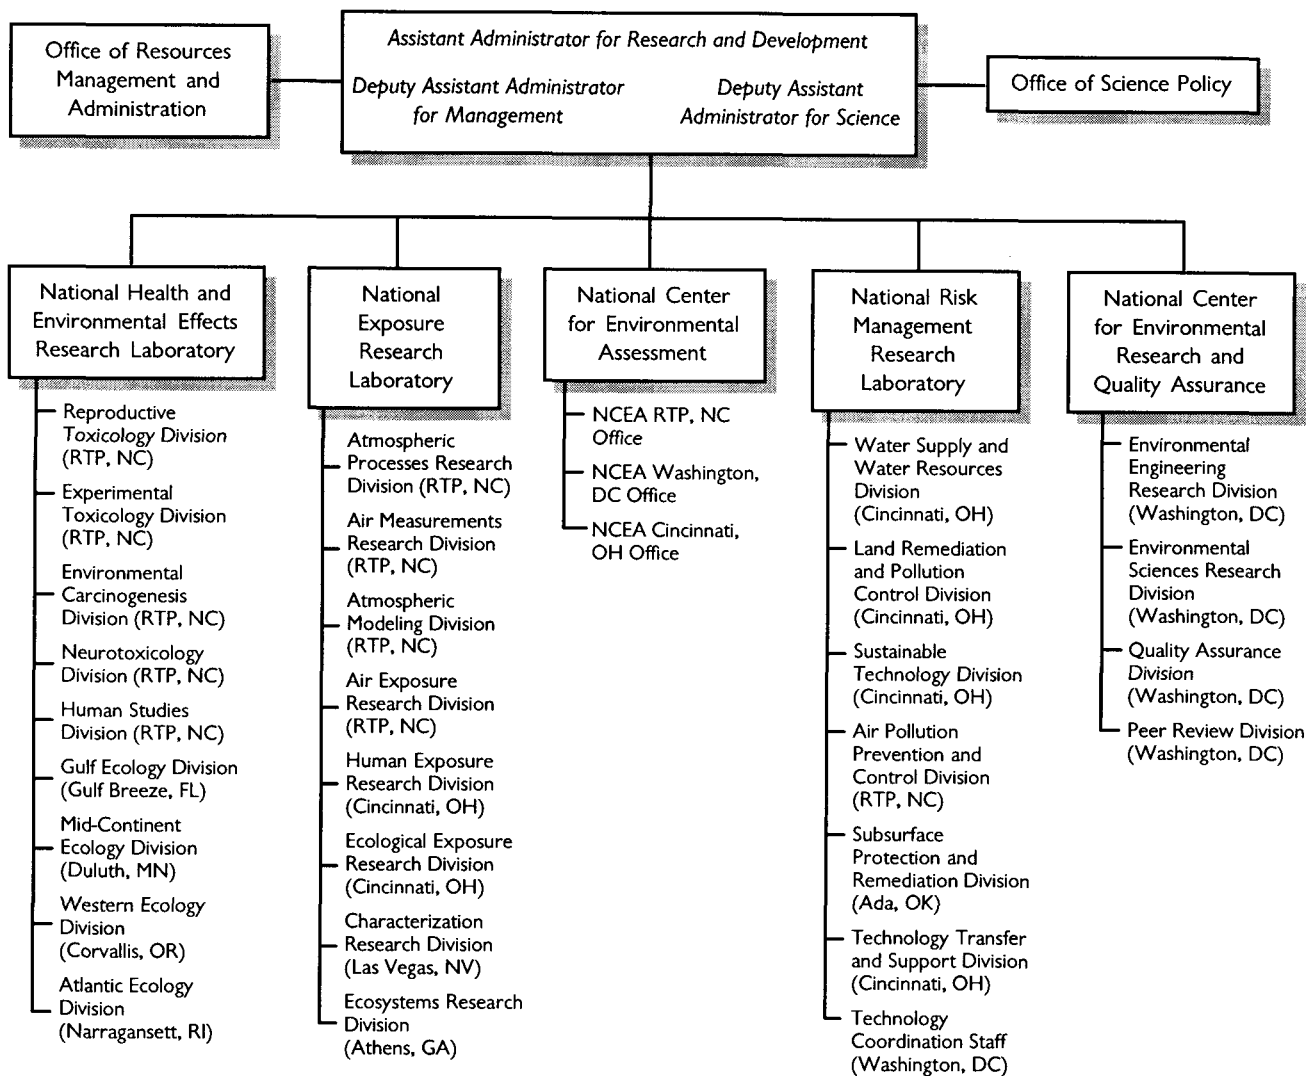 Office of Resources
Management and
Administration
Assistant Administrator for Research and Development
Deputy Assistant Administrator
for Management
Deputy Assistant
Administrator for Science
Office of Science Policy
National Health and
Environmental Effects
Research Laboratory
Reproductive
Toxicology Division
(RTP, NC)
Experimental
Toxicology Division
(RTP, NC)
Environmental
Carcinogenesis
Division (RTP, NC)
Neurotoxicology
Division (RTP, NC)
Human Studies
Division (RTP, NC)
Gulf Ecology Division
(Gulf Breeze, FL)
Mid-Continent
Ecology Division
(Duluth, MN)
Western Ecology
Division
(Corvallis, OR)
Atlantic Ecology
Division
(Narragansett, RI)
National
Exposure
Research
Laboratory
Atmospheric
Processes Research
Division (RTP, NC)
Air Measurements
Research Division
(RTP, NC)
Atmospheric
Modeling Division
(RTP, NC)
Air Exposure
Research Division
(RTP, NC)
Human Exposure
Research Division
(Cincinnati, OH)
Ecological Exposure
Research Division
(Cincinnati, OH)
Characterization
Research Division
(Las Vegas, NV)
Ecosystems Research
Division
(Athens, GA)
National Center
for Environmental
Assessment
NCEA RTP, NC
Office
NCEA Washington,
DC Office
NCEA Cincinnati,
OH Office
National Risk
Management
Research
Laboratory
Water Supply and
Water Resources
Division
(Cincinnati, OH)
Land Remediation
and Pollution
Control Division
(Cincinnati, OH)
Sustainable
Technology Division
(Cincinnati, OH)
Air Pollution
Prevention and
Control Division
(RTP, NC)
Subsurface
Protection and
Remediation Division
(Ada, OK)
Technology Transfer
and Support Division
(Cincinnati, OH)
Technology
Coordination Staff
(Washington, DC)
National Center
for Environmental
Research and
Quality Assurance
Environmental
Engineering
Research Division
(Washington, DC)
Environmental
Sciences Research
Division
(Washington, DC)
Quality Assurance
Division
(Washington, DC)
Peer Review Division
(Washington, DC)